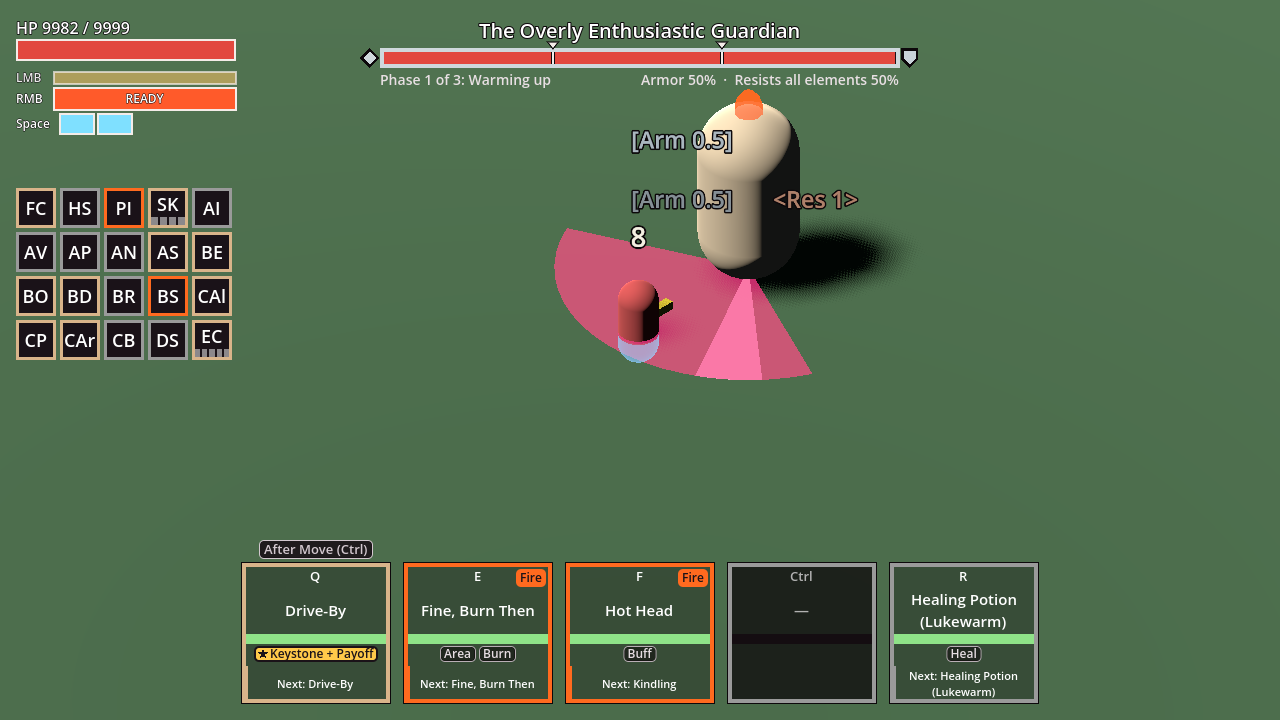 HP 9982 / 9999
LMB
RMB READY
Space
The Overly Enthusiastic Guardian
Phase 1 of 3: Warming up
Armor 50% · Resists all elements 50%
[Arm 0.5]
[Arm 0.5] <Res 1>
8
FC HS PI SK AI
AV AP AN AS BE
BO BD BR BS CAl
CP CAr CB DS EC
After Move (Ctrl)
Q
Drive-By
★Keystone + Payoff
Next: Drive-By
E Fire
Fine, Burn Then
Area Burn
Next: Fine, Burn Then
F Fire
Hot Head
Buff
Next: Kindling
Ctrl
—
R
Healing Potion
(Lukewarm)
Heal
Next: Healing Potion
(Lukewarm)